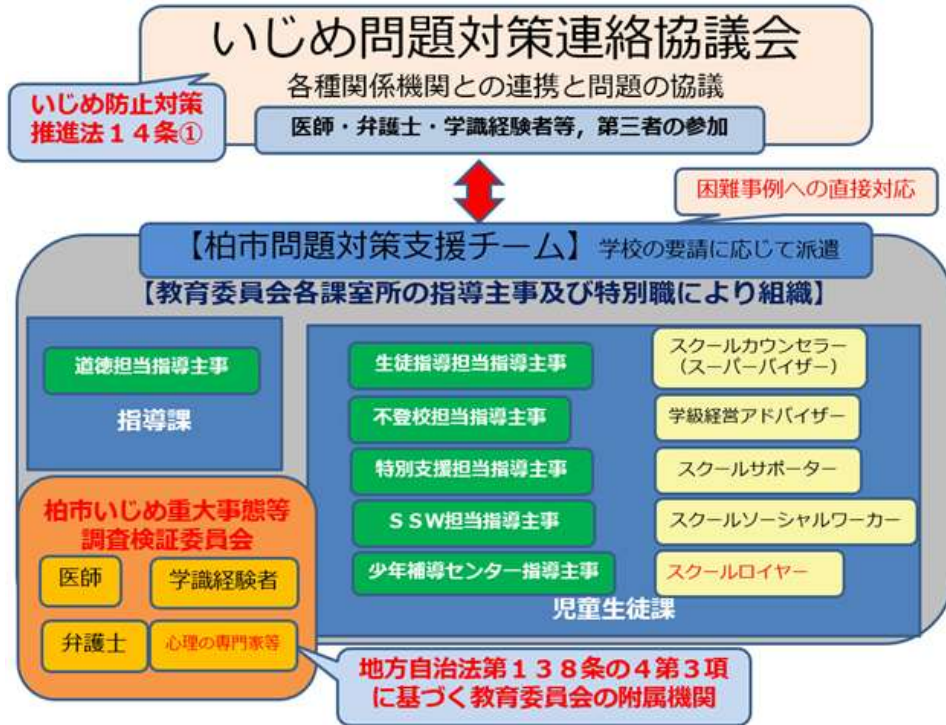 いじめ問題対策連絡協議会
各種関係機関との連携と問題の協議
いじめ防止対策
推進法１４条①
医師・弁護士・学識経験者等，第三者の参加
困難事例への直接対応
【柏市問題対策支援チーム】学校の要請に応じて派遣
【教育委員会各課室所の指導主事及び特別職により組織】
道徳担当指導主事
指導課
生徒指導担当指導主事
不登校担当指導主事
特別支援担当指導主事
ＳＳＷ担当指導主事
少年補導センター指導主事
スクールカウンセラー
（スーパーバイザー）
学級経営アドバイザー
スクールサポーター
スクールソーシャルワーカー
スクールロイヤー
児童生徒課
柏市いじめ重大事態等
調査検証委員会
医師
学識経験者
弁護士
心理の専門家等
地方自治法第１３８条の４第３項
に基づく教育委員会の附属機関